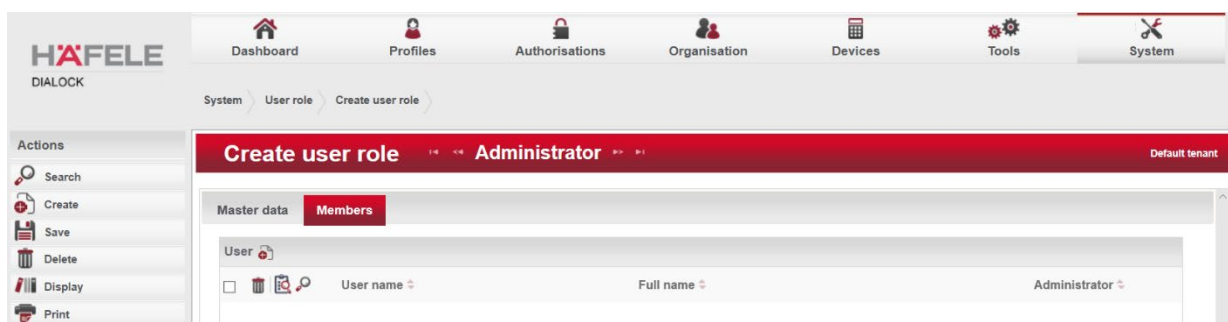 HÄFELE
DIALOCK
Dashboard Profiles Authorisations Organisation Devices Tools System
System User role Create user role
Actions
Search
Create
Save
Delete
Display
Print
Create user role Administrator
Default tenant
Master data Members
User
User name Full name Administrator